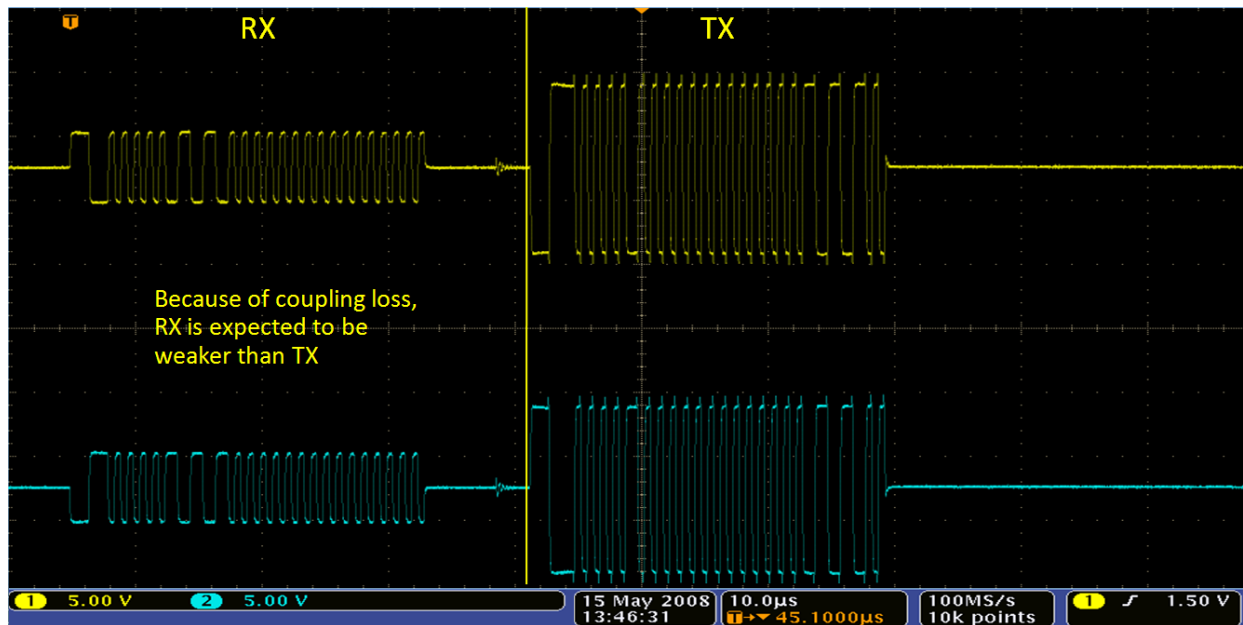 T
RX
TX
Because of coupling loss,
RX is expected to be
weaker than TX
1 5.00 V 2 5.00 V
15 May 2008
13:46:31
10.0µs
T→▼45.1000µs
100MS/s
10k points
1 ƒ 1.50 V